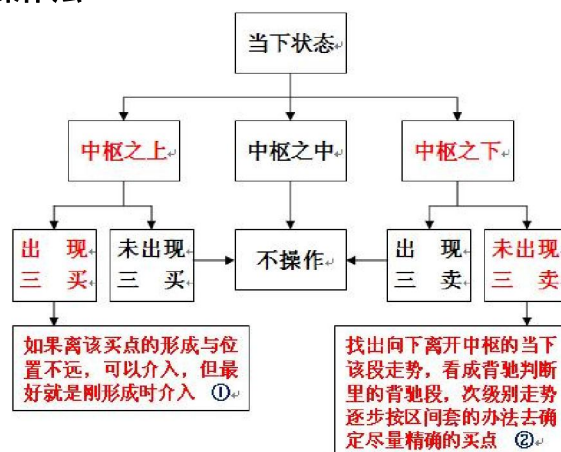 当下状态
中枢之上
中枢之中
中枢之下
出 现
三 买
未出现
三 买
不操作
出 现
三 卖
未出现
三 卖
如果离该买点的形成与位
置不远，可以介入，但最
好就是刚形成时介入 ①
找出向下离开中枢的当下
该段走势，看成背驰判断
里的背驰段，次级别走势
逐步按区间套的办法去确
定尽量精确的买点 ②